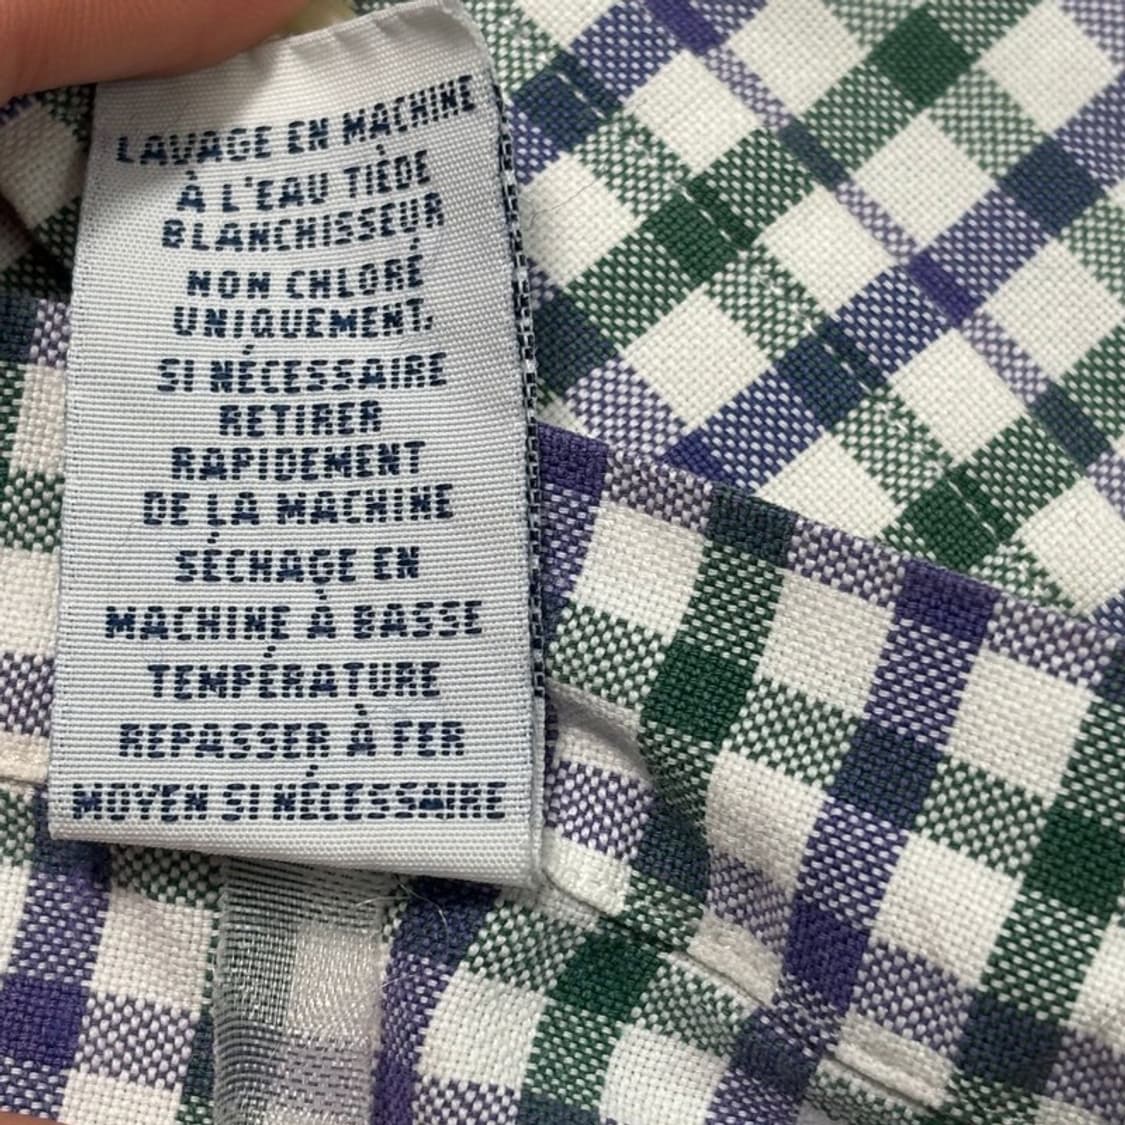 LAVAGE EN MACHINE
À L'EAU TIÈDE
BLANCHISSEUR
NON CHLORÉ
UNIQUEMENT,
SI NÉCESSAIRE
RETIRER
RAPIDEMENT
DE LA MACHINE
SÉCHAGE EN
MACHINE À BASSE
TEMPÉRATURE
REPASSER À FER
MOYEN SI NÉCESSAIRE